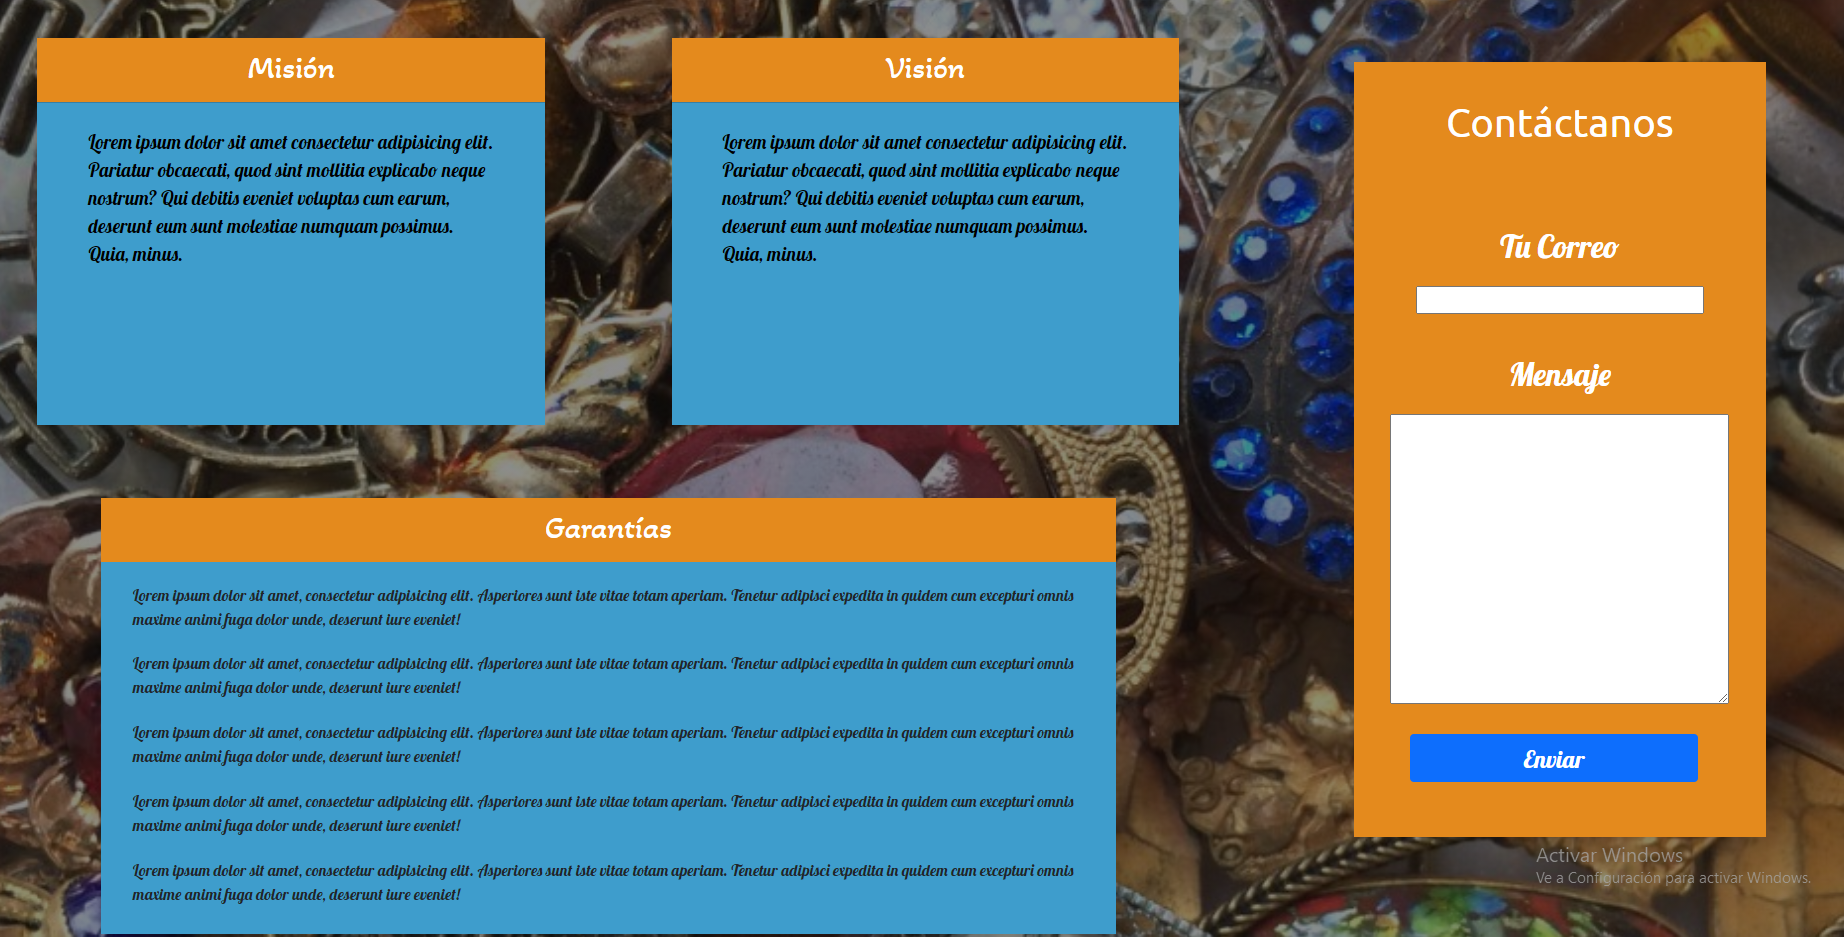 Misión
Lorem ipsum dolor sit amet consectetur adipisicing elit.
Pariatur obcaecati, quod sint mollitia explicabo neque
nostrum? Qui debitis eveniet voluptas cum earum,
deserunt eum sunt molestiae numquam possimus.
Quia, minus.
Visión
Lorem ipsum dolor sit amet consectetur adipisicing elit.
Pariatur obcaecati, quod sint mollitia explicabo neque
nostrum? Qui debitis eveniet voluptas cum earum,
deserunt eum sunt molestiae numquam possimus.
Quia, minus.
Garantías
Lorem ipsum dolor sit amet, consectetur adipisicing elit. Asperiores sunt iste vitae totam aperiam. Tenetur adipisci expedita in quidem cum excepturi omnis
maxime animi fuga dolor unde, deserunt iure eveniet!
Lorem ipsum dolor sit amet, consectetur adipisicing elit. Asperiores sunt iste vitae totam aperiam. Tenetur adipisci expedita in quidem cum excepturi omnis
maxime animi fuga dolor unde, deserunt iure eveniet!
Lorem ipsum dolor sit amet, consectetur adipisicing elit. Asperiores sunt iste vitae totam aperiam. Tenetur adipisci expedita in quidem cum excepturi omnis
maxime animi fuga dolor unde, deserunt iure eveniet!
Lorem ipsum dolor sit amet, consectetur adipisicing elit. Asperiores sunt iste vitae totam aperiam. Tenetur adipisci expedita in quidem cum excepturi omnis
maxime animi fuga dolor unde, deserunt iure eveniet!
Lorem ipsum dolor sit amet, consectetur adipisicing elit. Asperiores sunt iste vitae totam aperiam. Tenetur adipisci expedita in quidem cum excepturi omnis
maxime animi fuga dolor unde, deserunt iure eveniet!
Contáctanos
Tu Correo
Mensaje
Enviar
Activar Windows
Ve a Configuración para activar Windows.